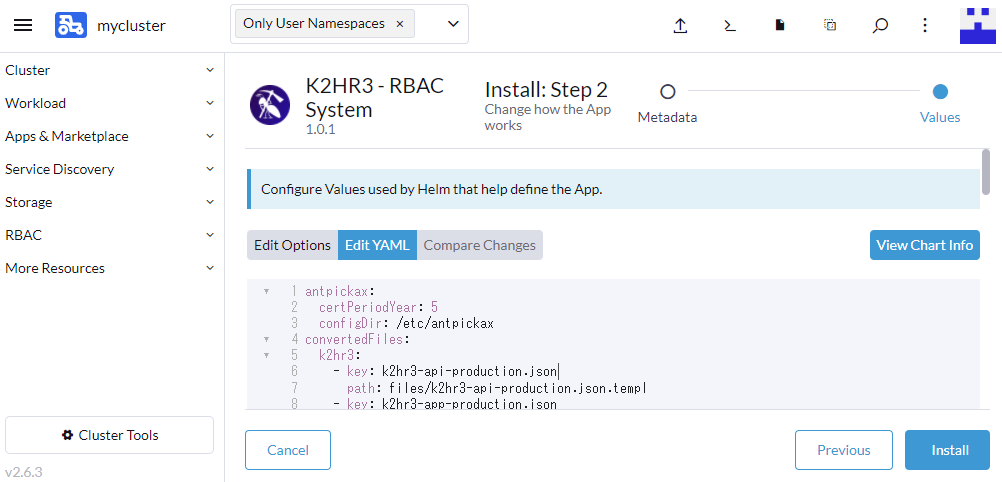 mycluster
Only User Namespaces ×
Cluster
Workload
Apps & Marketplace
Service Discovery
Storage
RBAC
More Resources
Cluster Tools
v2.6.3
K2HR3 - RBAC
System
1.0.1
Install: Step 2
Change how the App
works
Metadata
Values
Configure Values used by Helm that help define the App.
Edit Options
Edit YAML
Compare Changes
View Chart Info
1 antpickax:
2 certPeriodYear: 5
3 configDir: /etc/antpickax
4 convertedFiles:
5 k2hr3:
6 - key: k2hr3-api-production.json
7 path: files/k2hr3-api-production.json.templ
8 - key: k2hr3-app-production.json
Cancel
Previous
Install